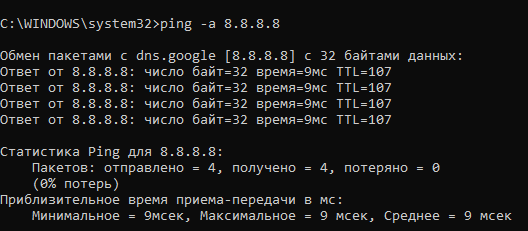 C:\WINDOWS\system32>ping -a 8.8.8.8
Обмен пакетами с dns.google [8.8.8.8] с 32 байтами данных:
Ответ от 8.8.8.8: число байт=32 время=9мс TTL=107
Ответ от 8.8.8.8: число байт=32 время=9мс TTL=107
Ответ от 8.8.8.8: число байт=32 время=9мс TTL=107
Ответ от 8.8.8.8: число байт=32 время=9мс TTL=107
Статистика Ping для 8.8.8.8:
Пакетов: отправлено = 4, получено = 4, потеряно = 0
(0% потерь)
Приблизительное время приема-передачи в мс:
Минимальное = 9мсек, Максимальное = 9 мсек, Среднее = 9 мсек